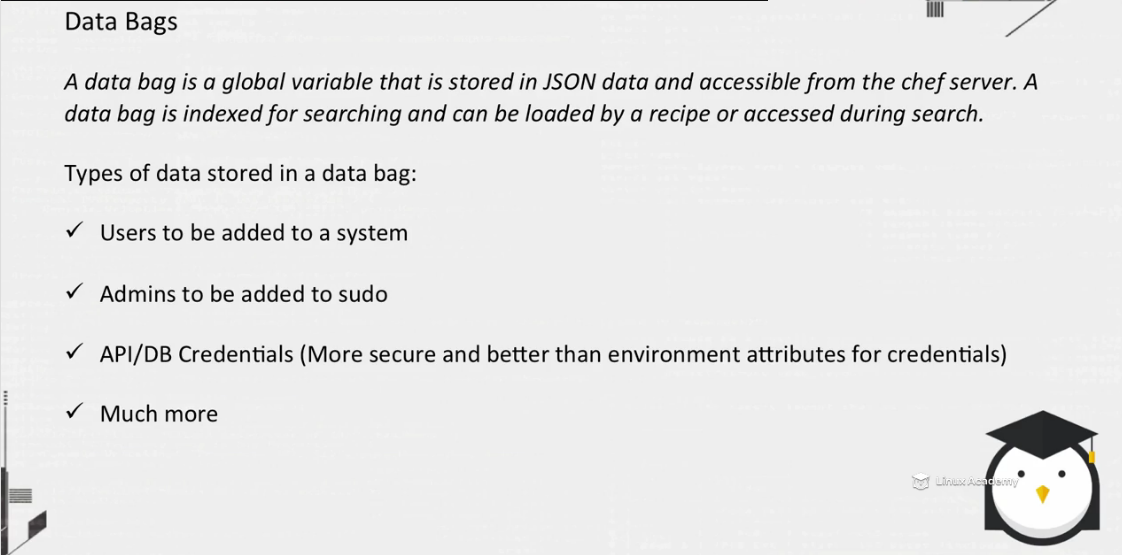 Data Bags
A data bag is a global variable that is stored in JSON data and accessible from the chef server. A
data bag is indexed for searching and can be loaded by a recipe or accessed during search.
Types of data stored in a data bag:
✓ Users to be added to a system
✓ Admins to be added to sudo
✓ API/DB Credentials (More secure and better than environment attributes for credentials)
✓ Much more
Linux Academy